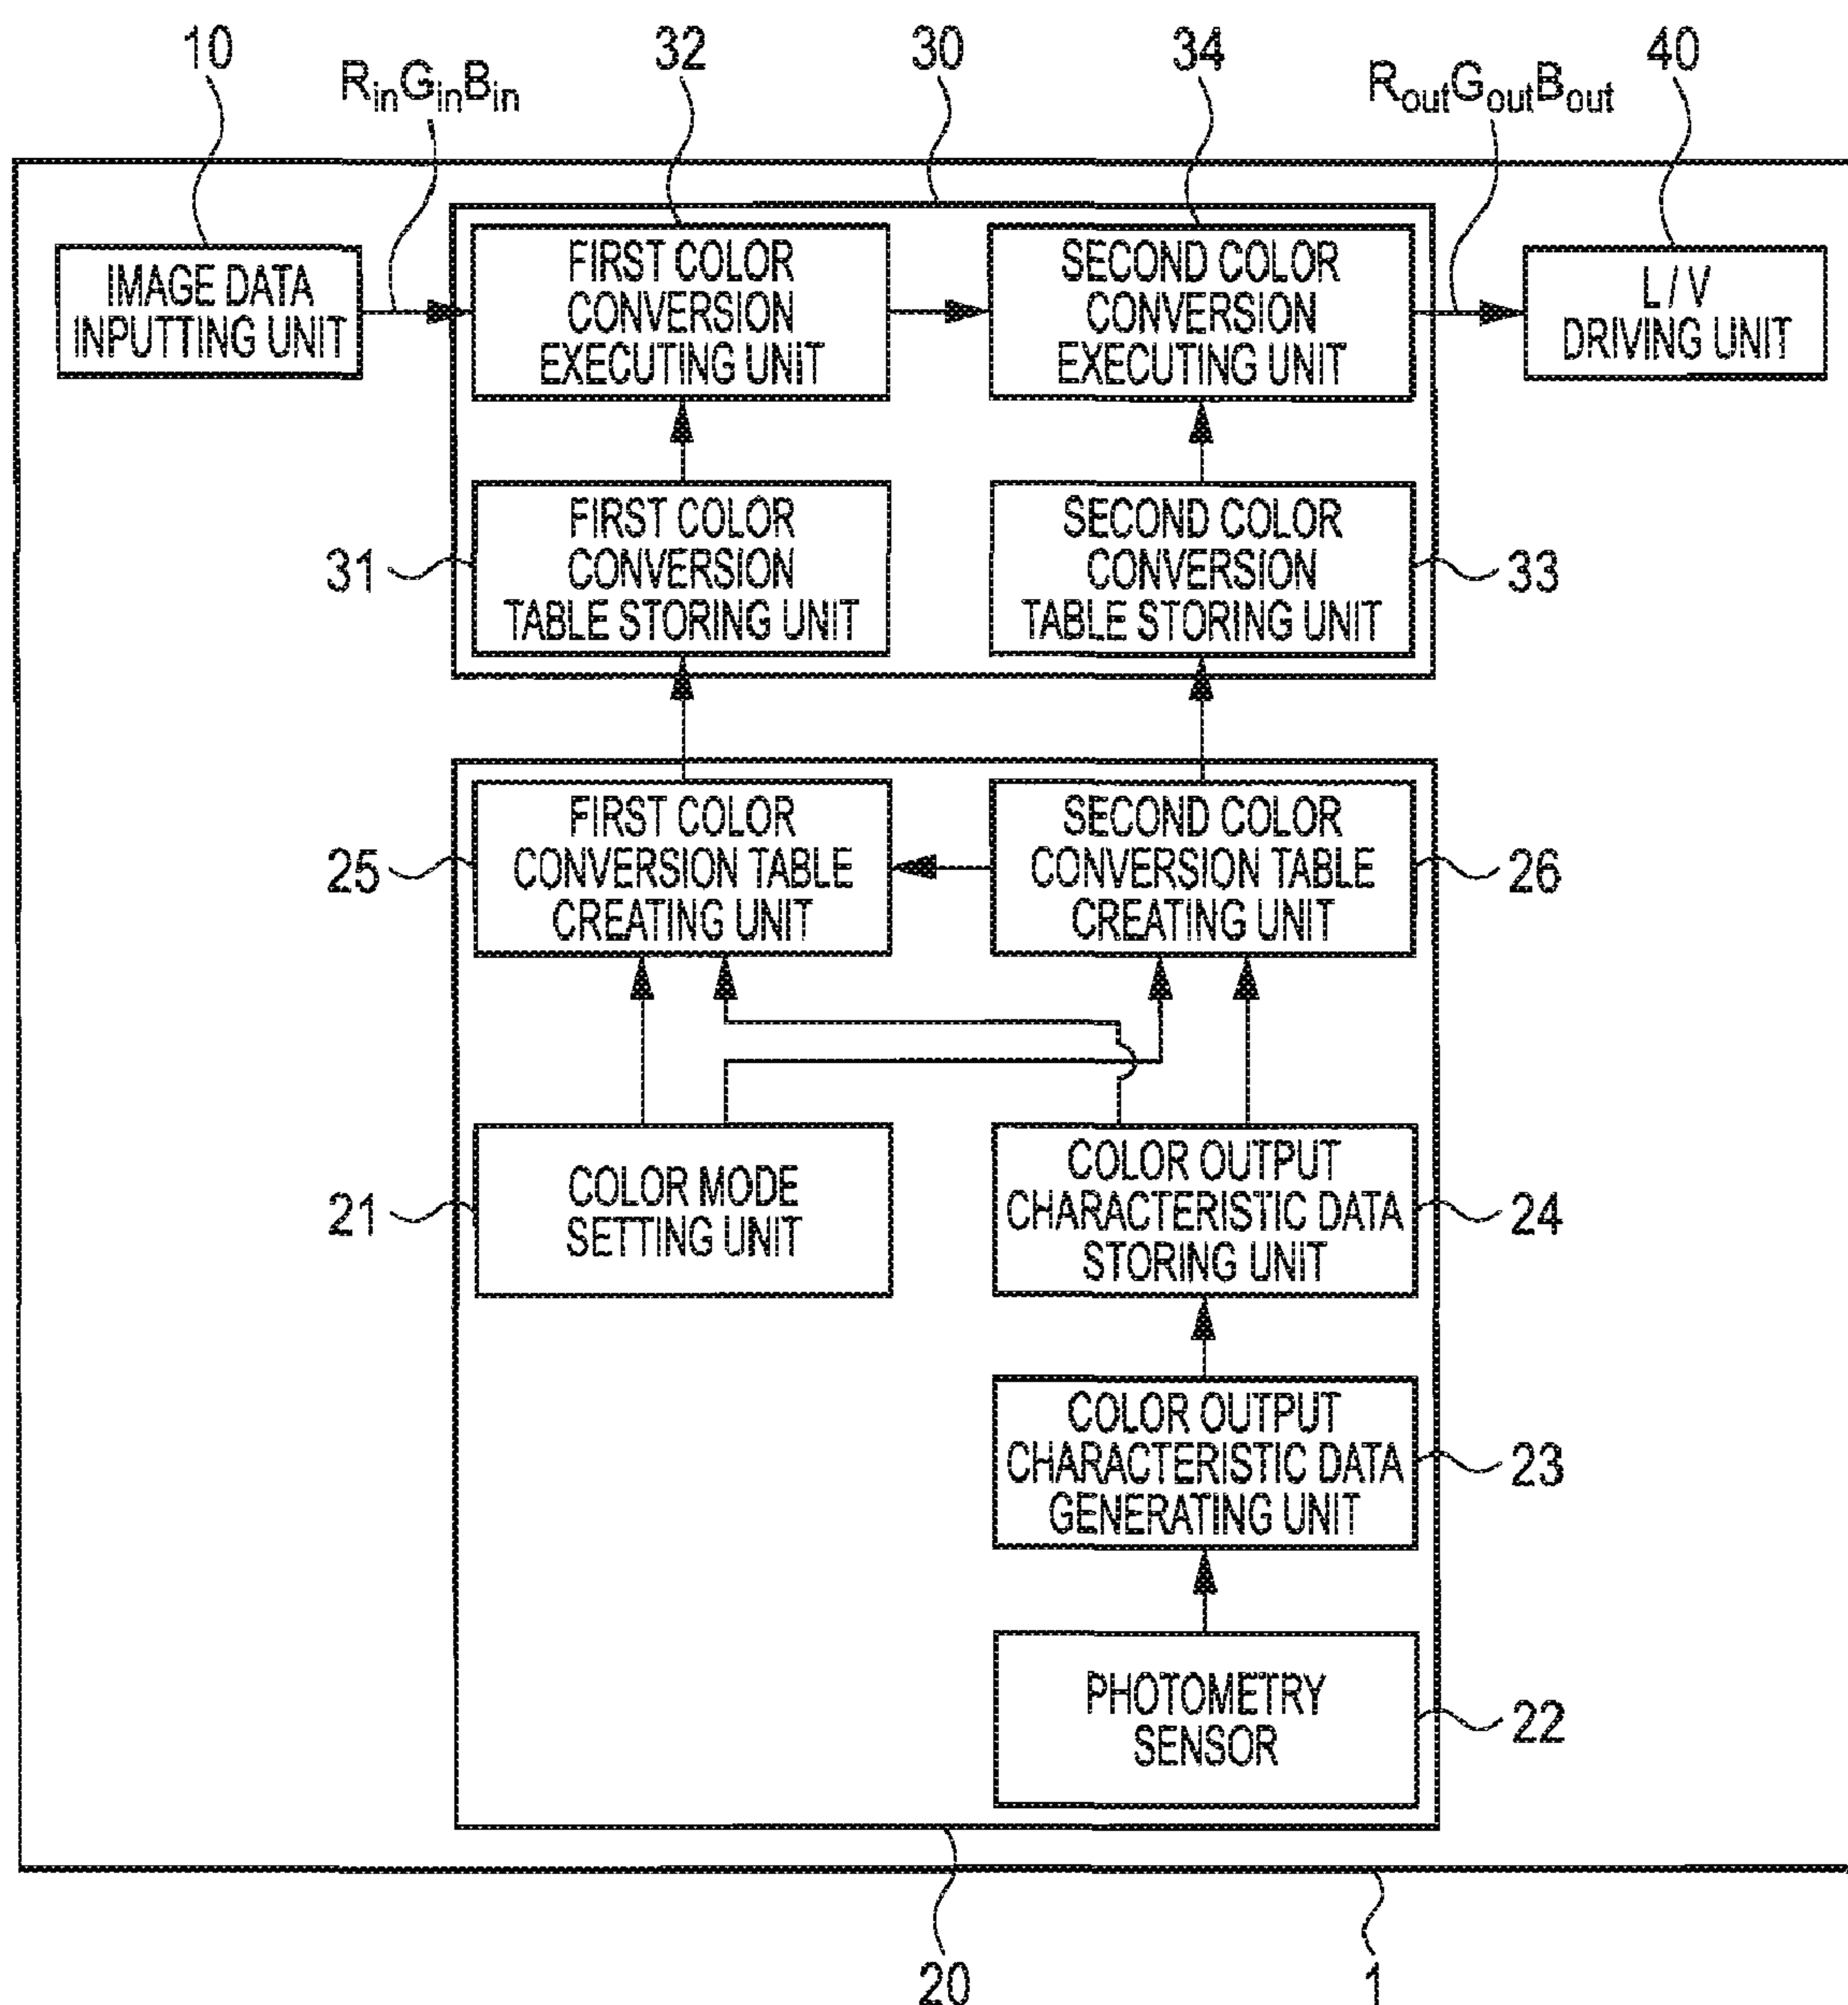 10
32
30
34
40
RinGinBin
RoutGoutBout
IMAGE DATA
INPUTTING UNIT
FIRST COLOR
CONVERSION
EXECUTING UNIT
SECOND COLOR
CONVERSION
EXECUTING UNIT
L / V
DRIVING UNIT
31
FIRST COLOR
CONVERSION
TABLE STORING UNIT
SECOND COLOR
CONVERSION
TABLE STORING UNIT
33
25
FIRST COLOR
CONVERSION TABLE
CREATING UNIT
SECOND COLOR
CONVERSION TABLE
CREATING UNIT
26
21
COLOR MODE
SETTING UNIT
COLOR OUTPUT
CHARACTERISTIC DATA
STORING UNIT
24
COLOR OUTPUT
CHARACTERISTIC DATA
GENERATING UNIT
23
PHOTOMETRY
SENSOR
22
20
1